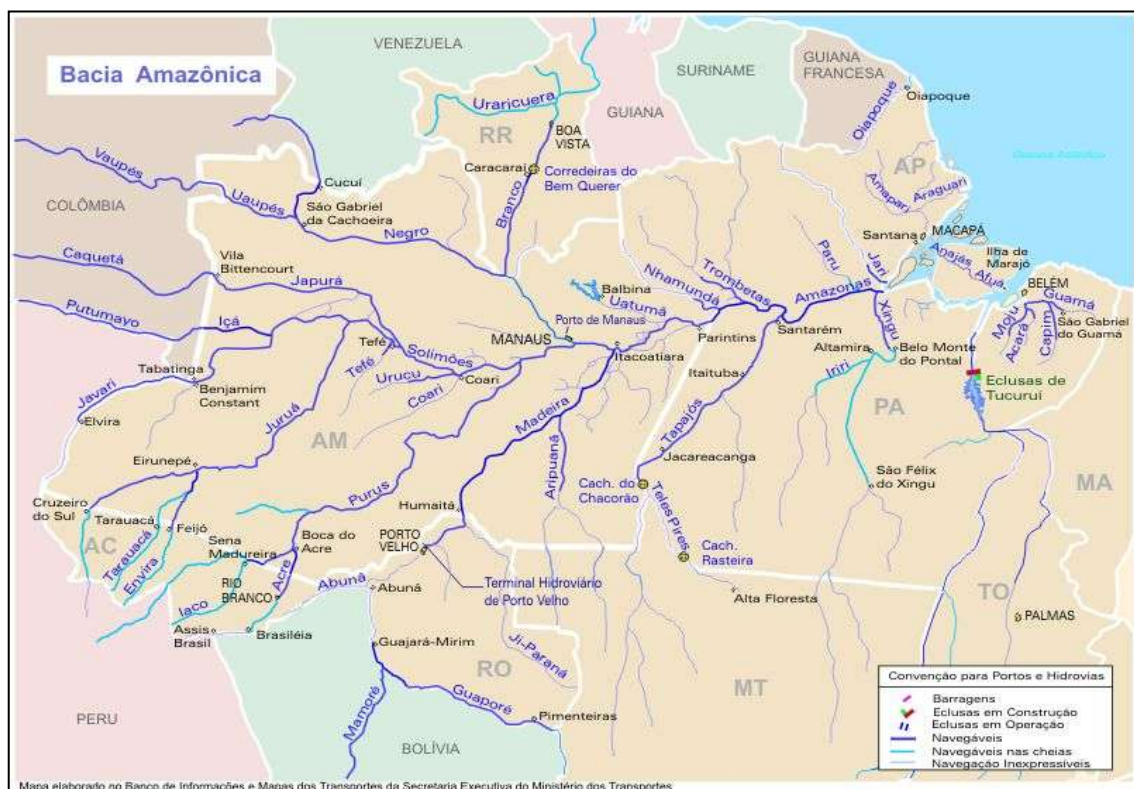 Bacia Amazônica
VENEZUELA
SURINAME
GUIANA
FRANCESA
GUIANA
COLÔMBIA
PERU
BOLÍVIA
Oiapoque
Oiapoque
Uraricuera
RR
BOA
VISTA
Caracaraí
Corredeiras do
Bem Querer
Branco
AP
Amapari
Araguari
Santana
MACAPÁ
Ilha de
Marajó
Anajás
Afuá
Vaupés
Uaupés
Cucuí
São Gabriel
da Cachoeira
Negro
Caquetá
Vila
Bittencourt
Japurá
Putumayo
Içá
Balbina
Uatumã
Nhamundá
Trombetas
Paru
Jari
Amazonas
Xingu
BELÉM
Guamá
Moju
Acará
Capim
São Gabriel
do Guamá
Porto de Manaus
MANAUS
Itacoatiara
Parintins
Santarém
Altamira
Belo Monte
do Pontal
Tefé
Tefé
Solimões
Urucu
Coari
Coari
Tabatinga
Benjamim
Constant
Javari
Elvira
Juruá
AM
Madeira
Itaituba
Iriri
PA
Eclusas de
Tucuruí
Tapajós
Jacareacanga
Eirunepé
Purus
Aripuanã
Cach. do
Chacorão
São Félix
do Xingu
MA
Cruzeiro
do Sul
Tarauacá
Feijó
Humaitá
Teles Pires
AC
Tarauacá
Envira
Sena
Madureira
Boca do
Acre
PORTO
VELHO
Cach.
Rasteira
RIO
BRANCO
Acre
Iaco
Abunã
Abunã
Terminal Hidroviário
de Porto Velho
Alta Floresta
TO
PALMAS
Assis
Brasil
Brasiléia
Guajará-Mirim
Ji-Paraná
RO
MT
Mamoré
Guaporé
Pimenteiras
Convenção para Portos e Hidrovias
Barragens
Eclusas em Construção
Eclusas em Operação
Navegáveis
Navegáveis nas cheias
Navegação Inexpressíveis
Mapa elaborado no Banco de Informações e Mapas dos Transportes da Secretaria Executiva do Ministério dos Transportes